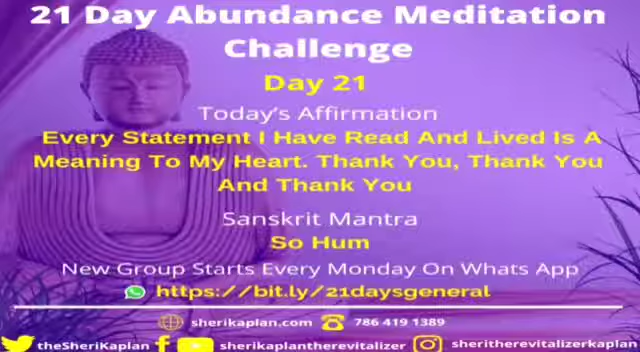 21 Day Abundance Meditation
Challenge
Day 21
Today's Affirmation
Every Statement I Have Read And Lived Is A
Meaning To My Heart. Thank You, Thank You
And Thank You
Sanskrit Mantra
So Hum
New Group Starts Every Monday On Whats App
https://bit.ly/21daysgeneral
sherikaplan.com 786 419 1389
theSheriKaplan sherikaplantherevitalizer sheritherevitalizerkaplan